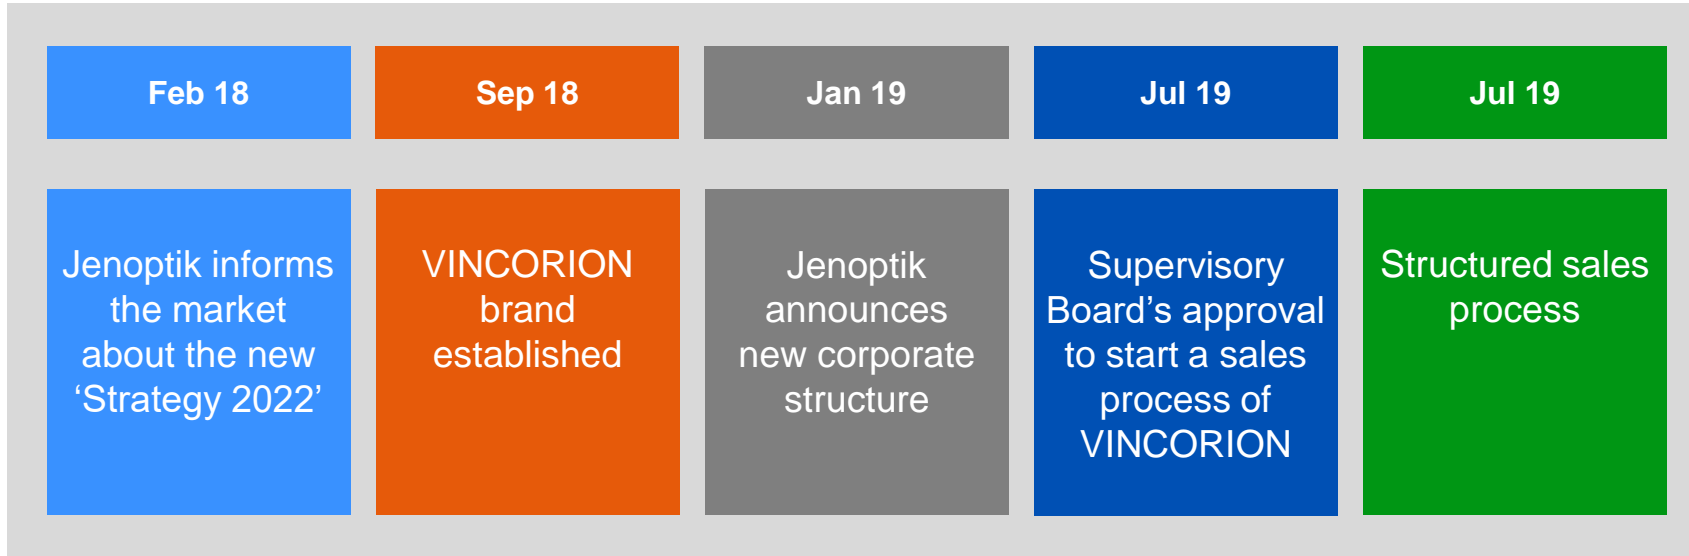 Feb 18
Sep 18
Jan 19
Jul 19
Jul 19
Jenoptik informs
the market
about the new
‘Strategy 2022’
VINCORION
brand
established
Jenoptik
announces
new corporate
structure
Supervisory
Board’s approval
to start a sales
process of
VINCORION
Structured sales
process